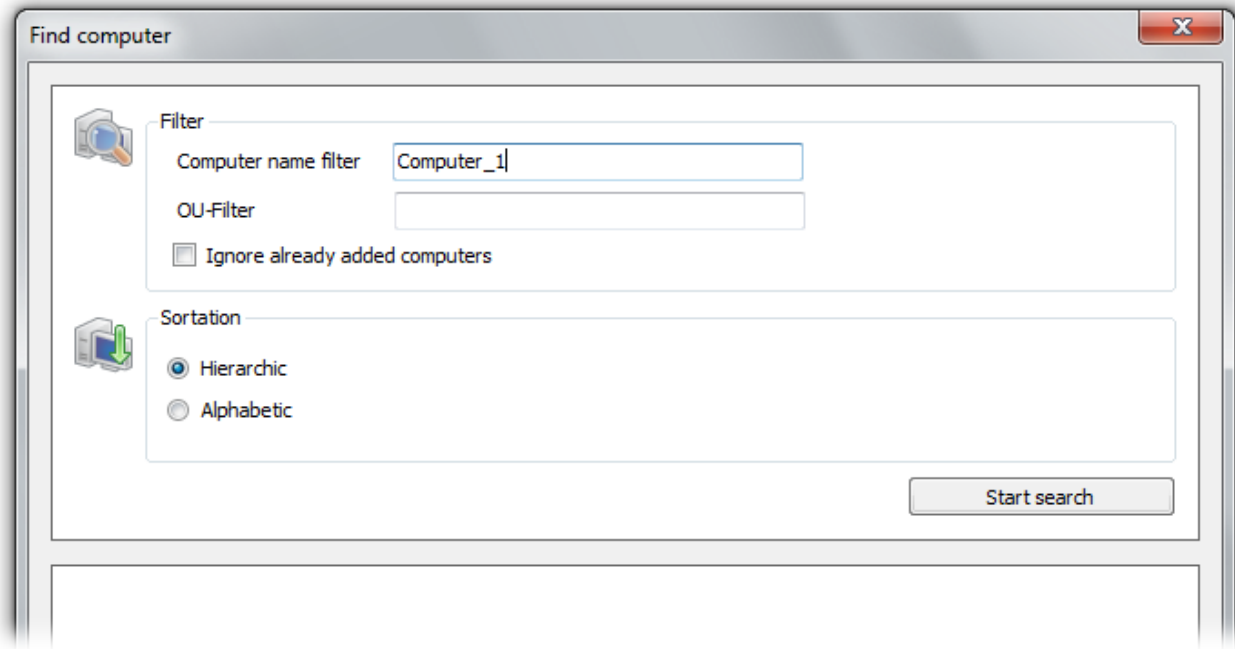 Find computer
Filter
Computer name filter Computer_1
OU-Filter
Ignore already added computers
Sortation
Hierarchic
Alphabetic
Start search